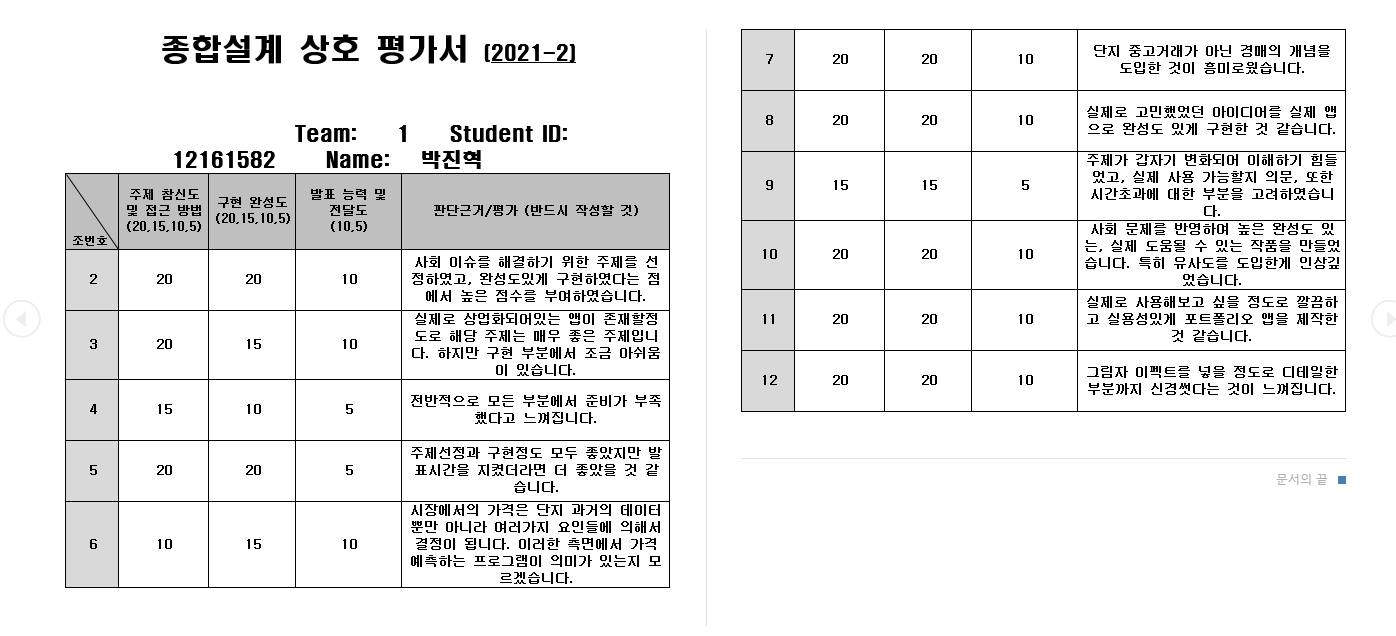 종합설계 상호 평가서 (2021-2)
Team: 1 Student ID:
12161582 Name: 박진혁
조번호
주제 참신도
및 접근 방법
(20,15,10,5)
구현 완성도
(20,15,10,5)
발표 능력 및
전달도
(10,5)
판단근거/평가 (반드시 작성할 것)
2 20 20 10
사회 이슈를 해결하기 위한 주제를 선
정하였고, 완성도있게 구현하였다는 점
에서 높은 점수를 부여하였습니다.
3 20 15 10
실제로 상업화되어있는 앱이 존재할정
도로 해당 주제는 매우 좋은 주제입니
다. 하지만 구현 부분에서 조금 아쉬움
이 있습니다.
4 15 10 5
전반적으로 모든 부분에서 준비가 부족
했다고 느껴집니다.
5 20 20 5
주제선정과 구현정도 모두 좋았지만 발
표시간을 지켰더라면 더 좋았을 것 같
습니다.
6 10 15 10
시장에서의 가격은 단지 과거의 데이터
뿐만 아니라 여러가지 요인들에 의해서
결정이 됩니다. 이러한 측면에서 가격
예측하는 프로그램이 의미가 있는지 모
르겠습니다.
7 20 20 10
단지 중고거래가 아닌 경매의 개념을
도입한 것이 흥미로웠습니다.
8 20 20 10
실제로 고민했었던 아이디어를 실제 앱
으로 완성도 있게 구현한 것 같습니다.
9 15 15 5
주제가 갑자기 변화되어 이해하기 힘들
었고, 실제 사용 가능할지 의문, 또한
시간초과에 대한 부분을 고려하였습니
다.
10 20 20 10
사회 문제를 반영하여 높은 완성도 있
는, 실제 도움될 수 있는 작품을 만들었
습니다. 특히 유사도를 도입한게 인상깊
었습니다.
11 20 20 10
실제로 사용해보고 싶을 정도로 깔끔하
고 실용성있게 포트폴리오 앱을 제작한
것 같습니다.
12 20 20 10
그림자 이펙트를 넣을 정도로 디테일한
부분까지 신경썻다는 것이 느껴집니다.
문서의 끝